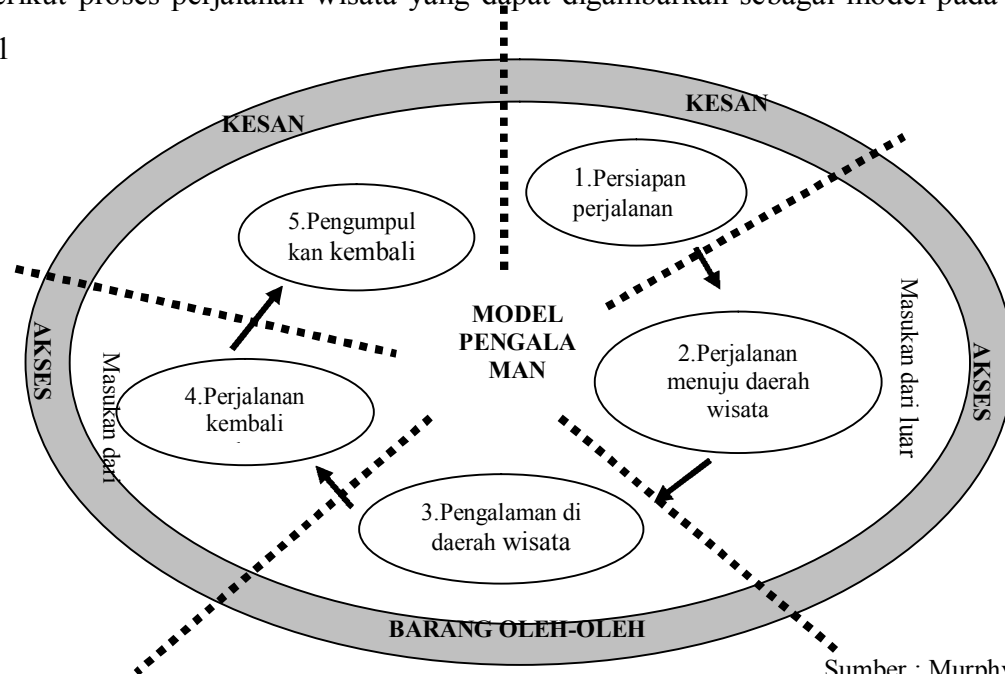 erikut proses perjalanan wisata yang dapat digambarkan sebagai model pada
1
KESAN
KESAN
1.Persiapan
perjalanan
5.Pengumpul
kan kembali
MODEL
PENGALA
MAN
2.Perjalanan
menuju daerah
wisata
Masukan dari luar
AKSES
AKSES
Masukan dari
4.Perjalanan
kembali
3.Pengalaman di
daerah wisata
BARANG OLEH-OLEH
Sumber : Murphy